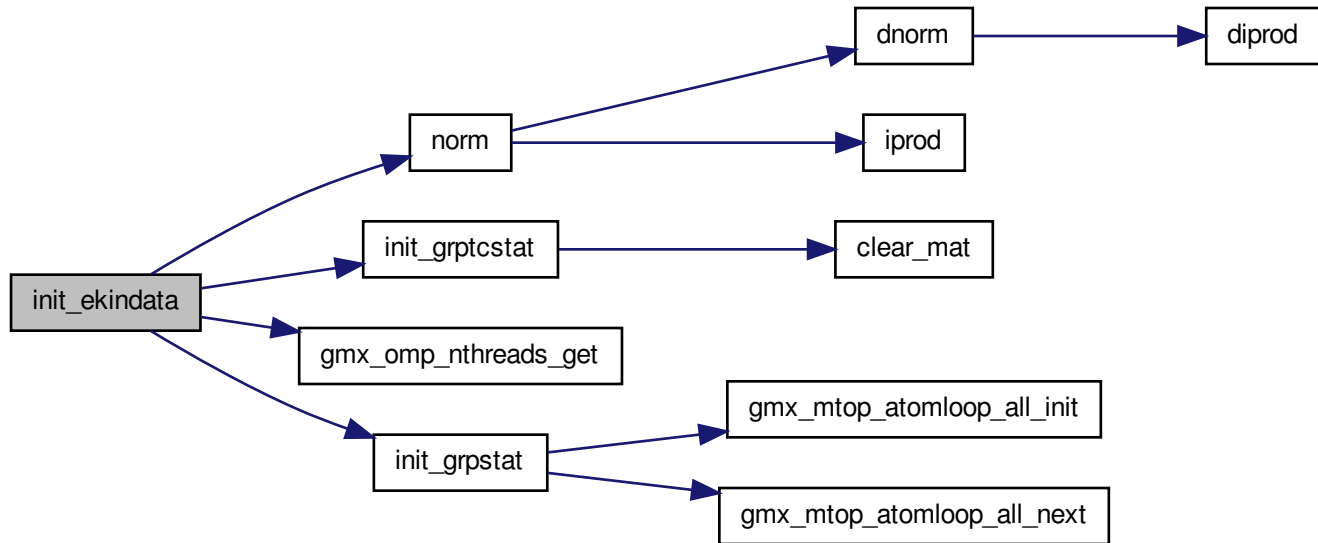 dnorm
diprod
norm
iprod
init_grptcstat
clear_mat
init_ekindata
gmx_omp_nthreads_get
gmx_mtop_atomloop_all_init
init_grpstat
gmx_mtop_atomloop_all_next